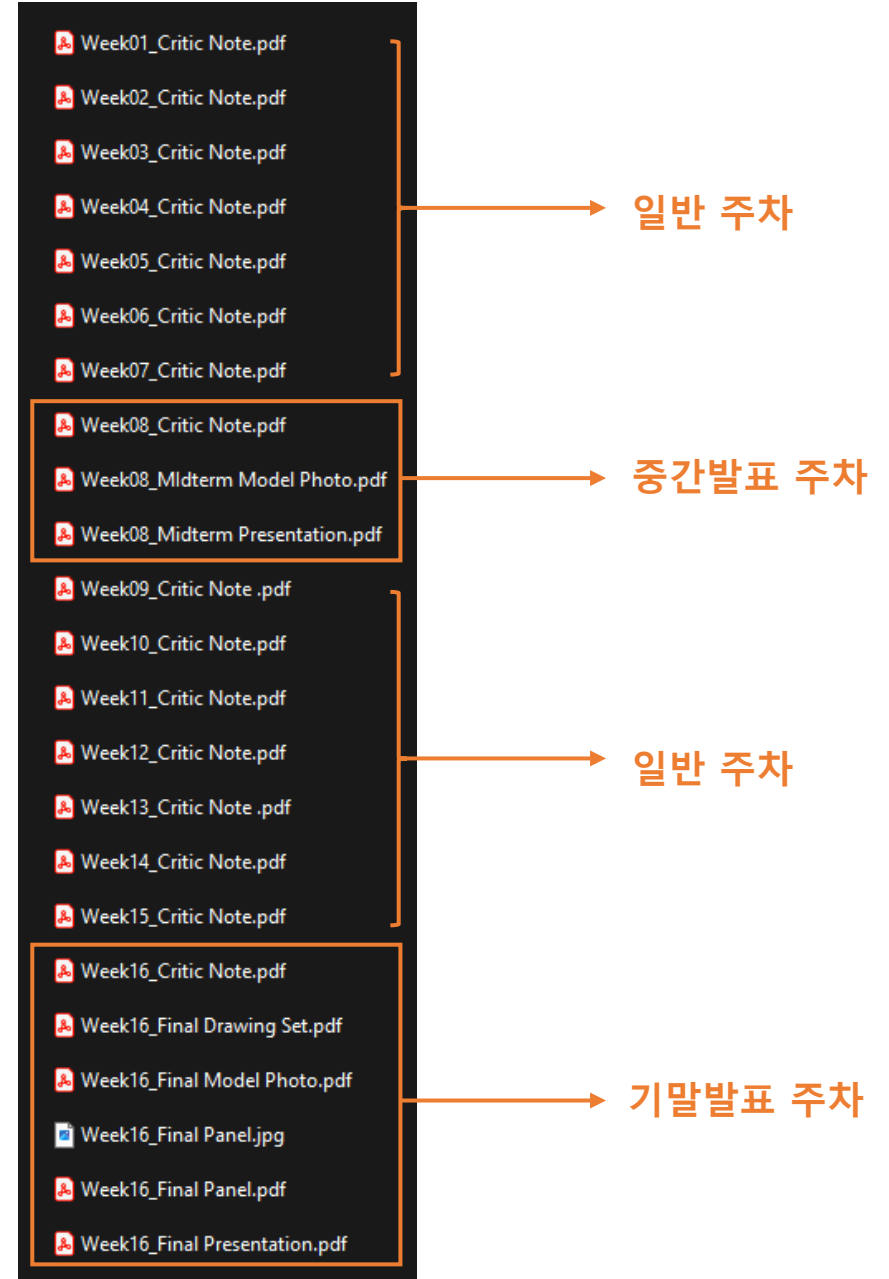 Week01_Critic Note.pdf
Week02_Critic Note.pdf
Week03_Critic Note.pdf
Week04_Critic Note.pdf
일반 주차
Week05_Critic Note.pdf
Week06_Critic Note.pdf
Week07_Critic Note.pdf
Week08_Critic Note.pdf
Week08_MIdterm Model Photo.pdf
중간발표 주차
Week08_Midterm Presentation.pdf
Week09_Critic Note .pdf
Week10_Critic Note.pdf
Week11_Critic Note.pdf
Week12_Critic Note.pdf
일반 주차
Week13_Critic Note .pdf
Week14_Critic Note.pdf
Week15_Critic Note.pdf
Week16_Critic Note.pdf
Week16_Final Drawing Set.pdf
Week16_Final Model Photo.pdf
기말발표 주차
Week16_Final Panel.jpg
Week16_Final Panel.pdf
Week16_Final Presentation.pdf